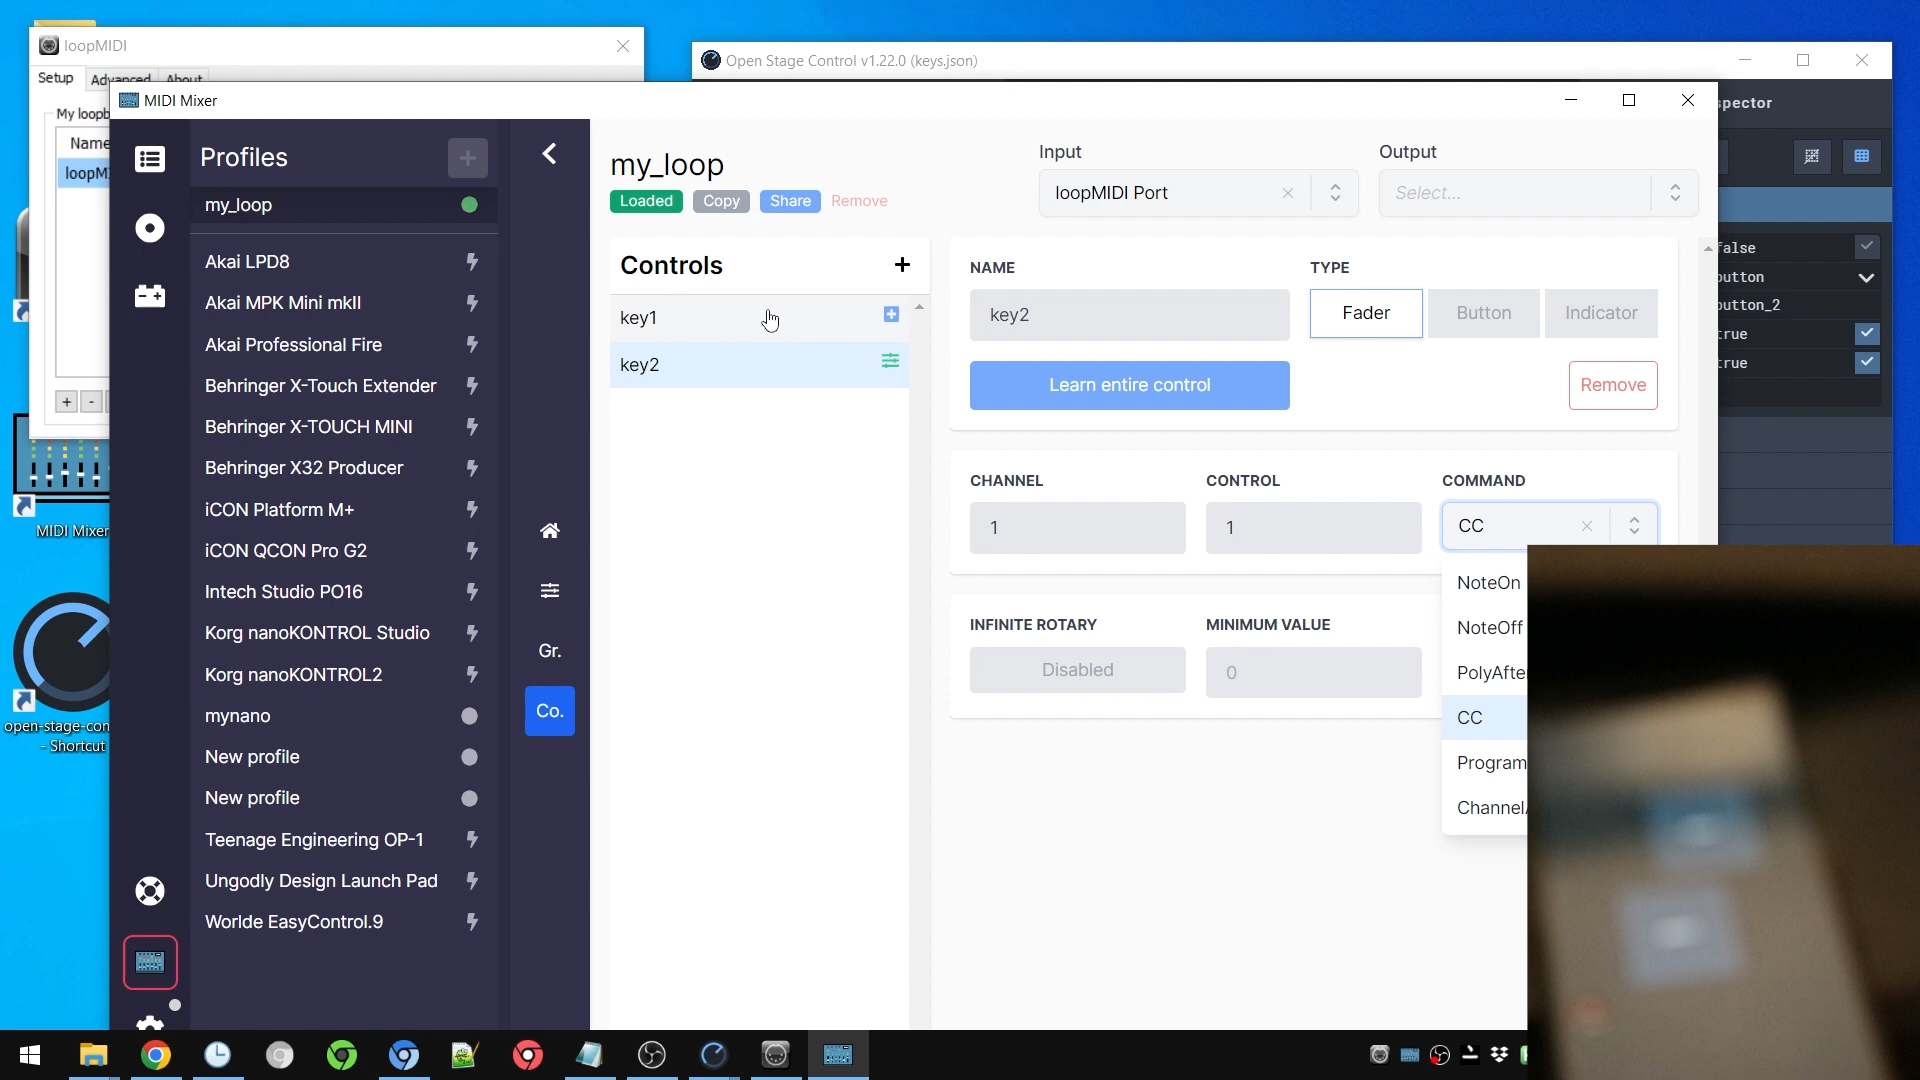 loopMIDI
Setup
Advanced
About
My loopb
Name
loopMI
+
-
MIDI Mixer
open-stage-con
- Shortcut
Open Stage Control v1.22.0 (keys.json)
spector
false
button
button_2
true
true
MIDI Mixer
Profiles
my_loop
Akai LPD8
Akai MPK Mini mkII
Akai Professional Fire
Behringer X-Touch Extender
Behringer X-TOUCH MINI
Behringer X32 Producer
iCON Platform M+
iCON QCON Pro G2
Intech Studio PO16
Korg nanoKONTROL Studio
Korg nanoKONTROL2
mynano
New profile
New profile
Teenage Engineering OP-1
Ungodly Design Launch Pad
Worlde EasyControl.9
Gr.
Co.
my_loop
Loaded
Copy
Share
Remove
Input
loopMIDI Port
Output
Select...
Controls
key1
key2
NAME
key2
TYPE
Fader
Button
Indicator
Learn entire control
Remove
CHANNEL
1
CONTROL
1
COMMAND
CC
NoteOn
NoteOff
PolyAfte
CC
Program
Channel
INFINITE ROTARY
Disabled
MINIMUM VALUE
0